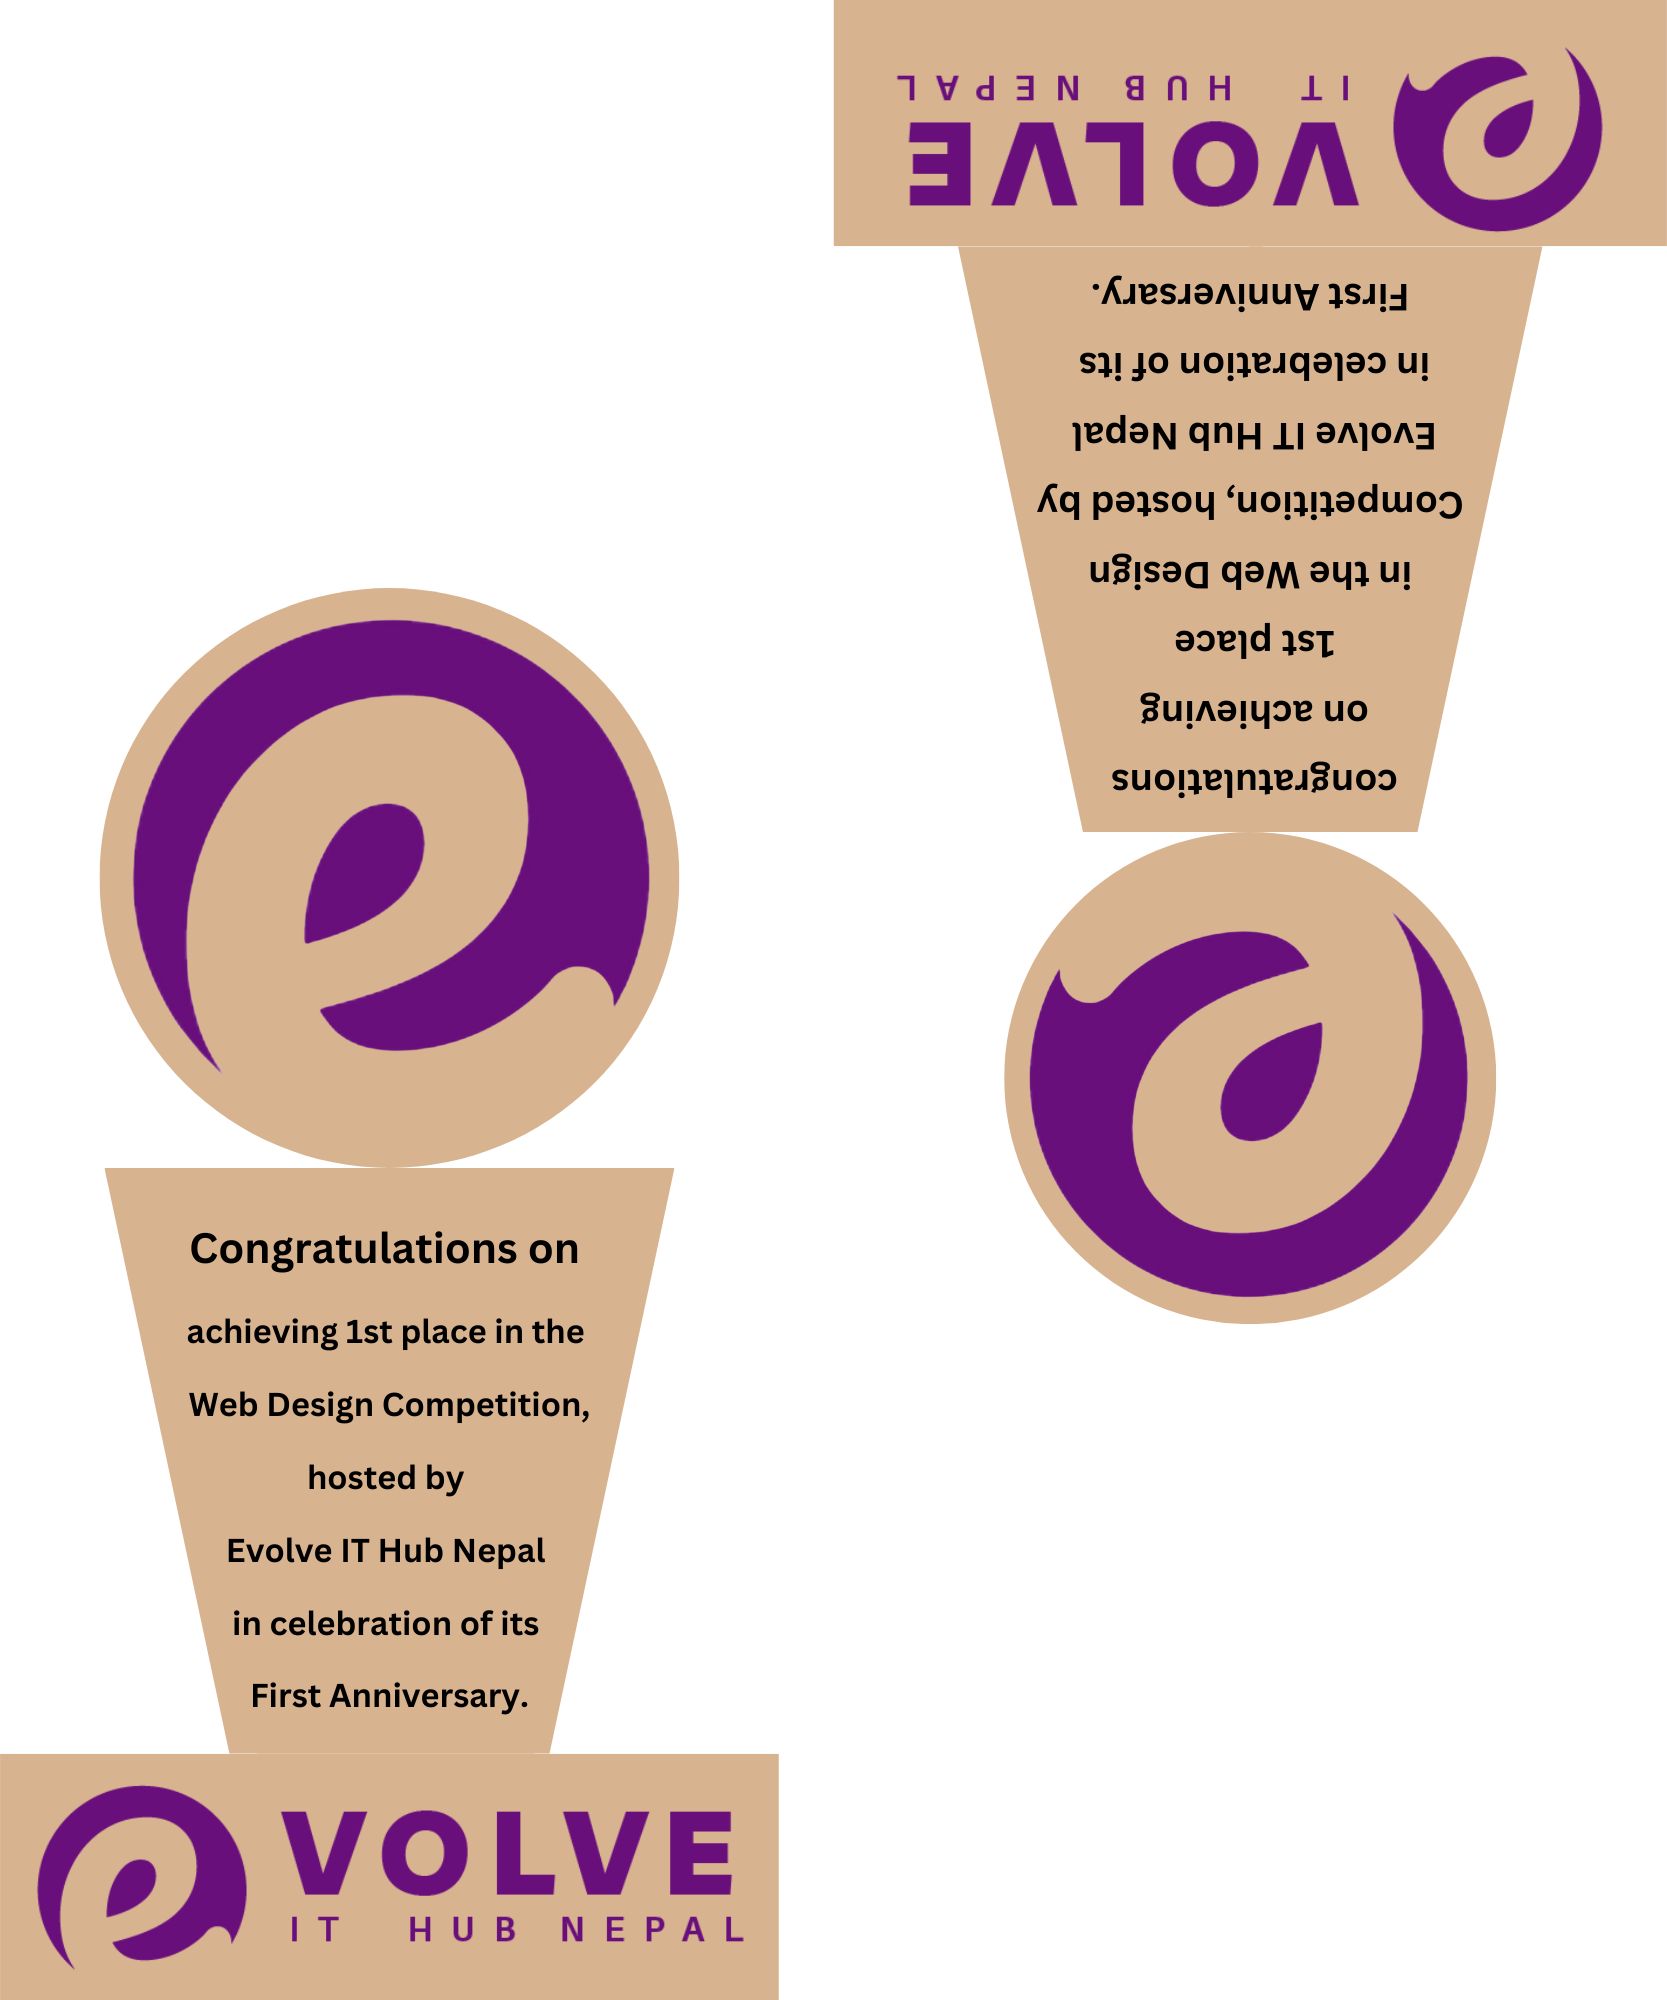 Congratulations on
achieving 1st place in the
Web Design Competition,
hosted by
Evolve IT Hub Nepal
in celebration of its
First Anniversary.
eVOLVE
IT HUB NEPAL
congratulations
on achieving
1st place
in the Web Design
Competition, hosted by
Evolve IT Hub Nepal
in celebration of its
First Anniversary.
eVOLVE
IT HUB NEPAL